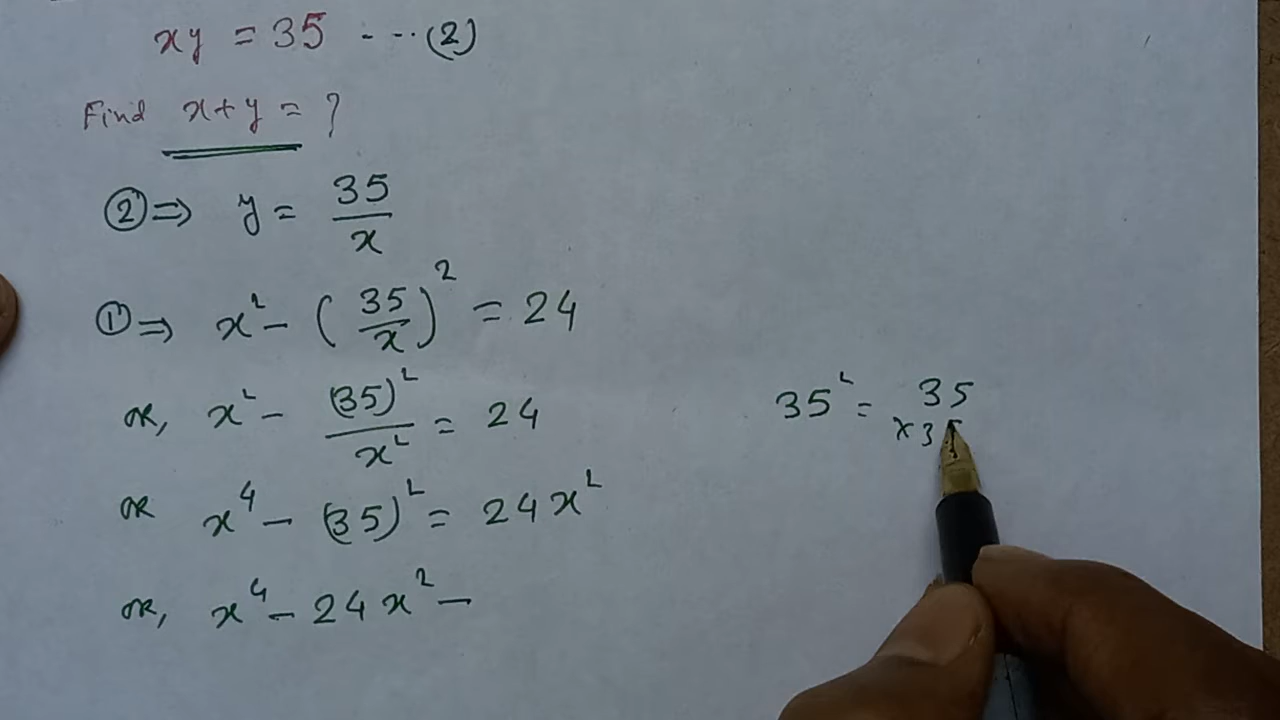 xy = 35 - - - (2)
Find x+y = ?
② ⇒ y = 35/x
① ⇒ x² - (35/x)² = 24
or, x² - (35)²/x² = 24
or x⁴ - (35)² = 24x²
35² = 35
×35
or, x⁴ - 24x² -